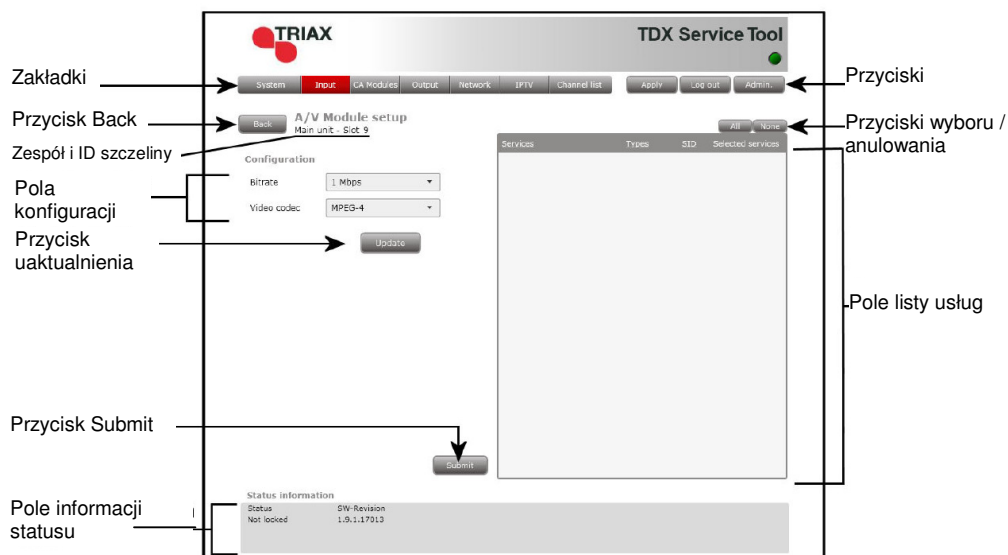 TRIAX
TDX Service Tool
Zakładki
System Input CA Modules Output Network IPTV Channel list Apply Log out Admin.
Przyciski
Przycisk Back
Back
A/V Module setup
Main unit - Slot 9
All None
Przyciski wyboru /
anulowania
Zespół i ID szczeliny
Services Types SID Selected services
Configuration
Pola
konfiguracji
Bitrate 1 Mbps
Video codec MPEG-4
Przycisk
uaktualnienia
Update
Pole listy usług
Przycisk Submit
Submit
Pole informacji
statusu
Status information
Status SW-Revision
Not locked 1.9.1.17013